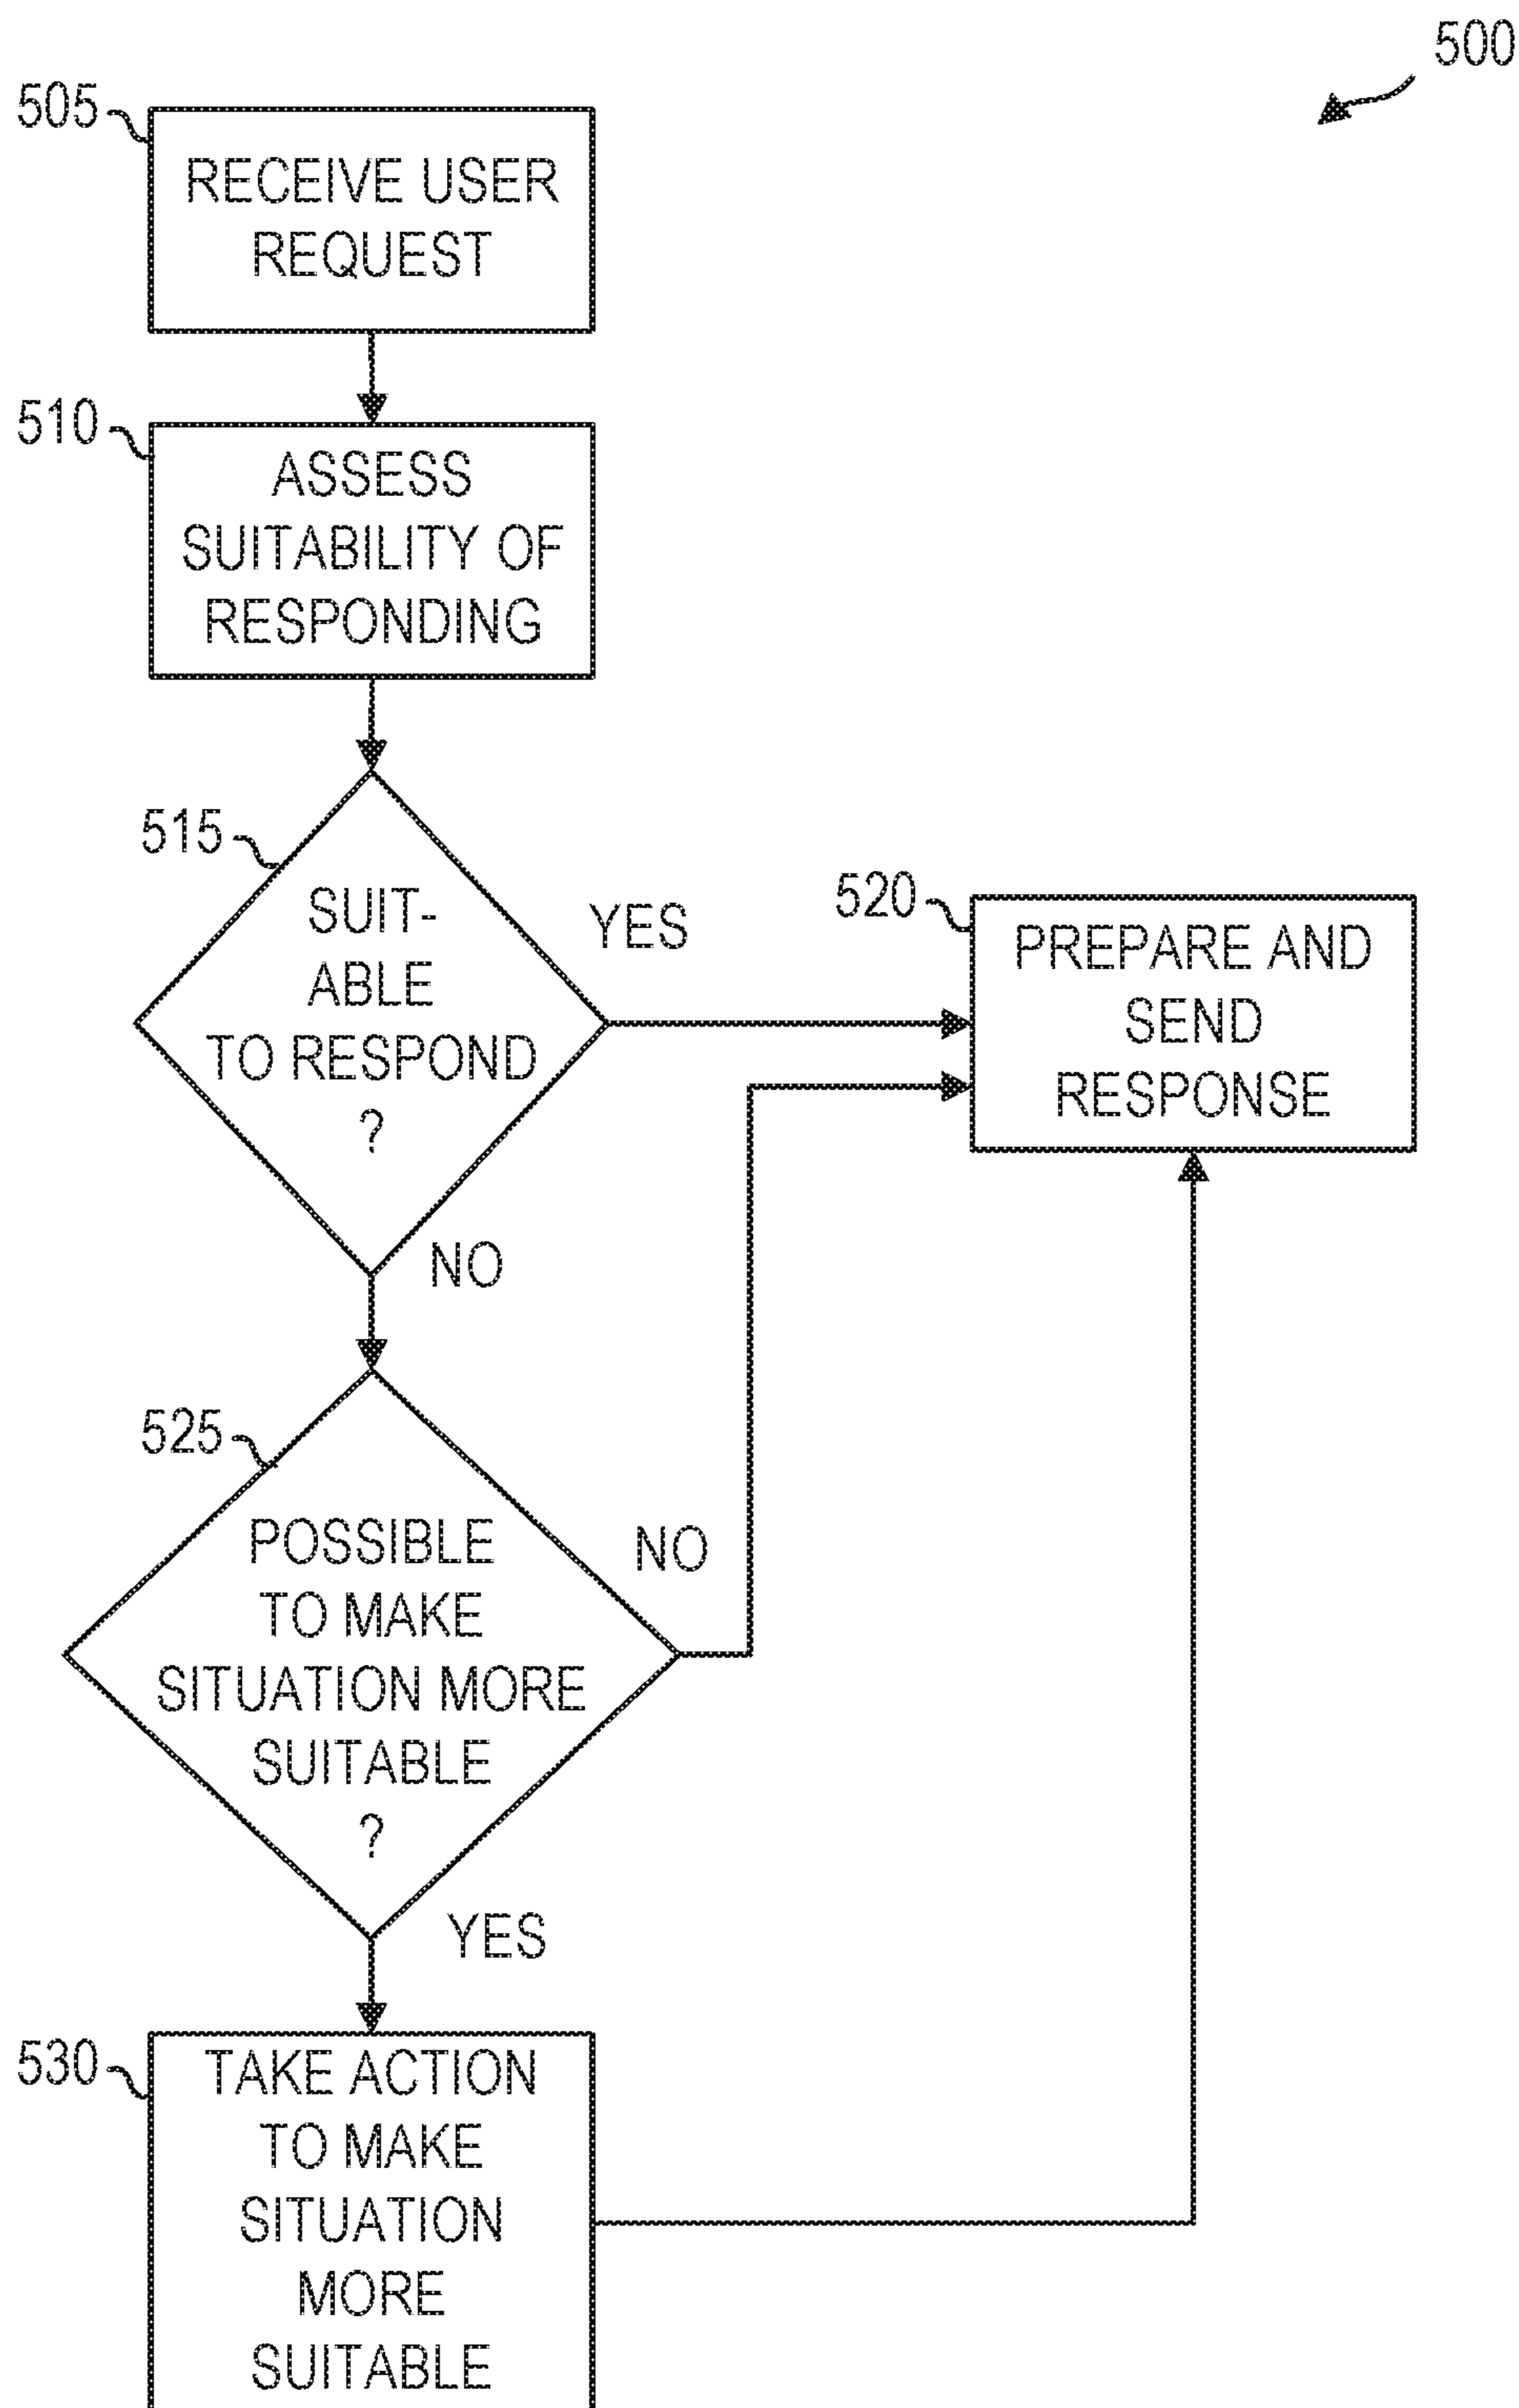 500
505
RECEIVE USER
REQUEST
510
ASSESS
SUITABILITY OF
RESPONDING
515
SUIT-
ABLE
TO RESPOND
?
YES
520
PREPARE AND
SEND
RESPONSE
NO
525
POSSIBLE
TO MAKE
SITUATION MORE
SUITABLE
?
NO
YES
530
TAKE ACTION
TO MAKE
SITUATION
MORE
SUITABLE